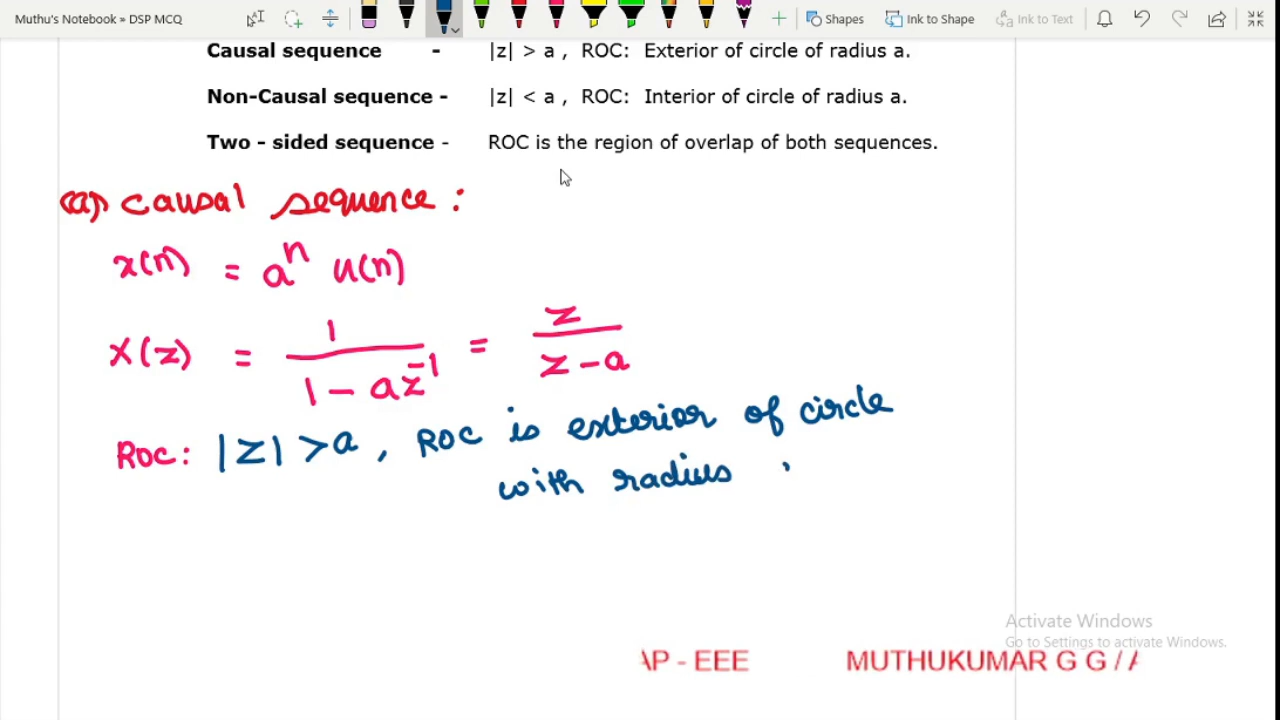 Muthu's Notebook » DSP MCQ
Shapes
Ink to Shape
Ink to Text
Causal sequence - |z| > a , ROC: Exterior of circle of radius a.
Non-Causal sequence - |z| < a , ROC: Interior of circle of radius a.
Two - sided sequence - ROC is the region of overlap of both sequences.
(a) causal sequence :
x(n) = a^n u(n)
X(z) = 1 / (1 - az^-1) = z / (z - a)
ROC: |z| > a , ROC is exterior of circle
with radius
Activate Windows
Go to Settings to activate Windows.
AP - EEE MUTHUKUMAR G G /